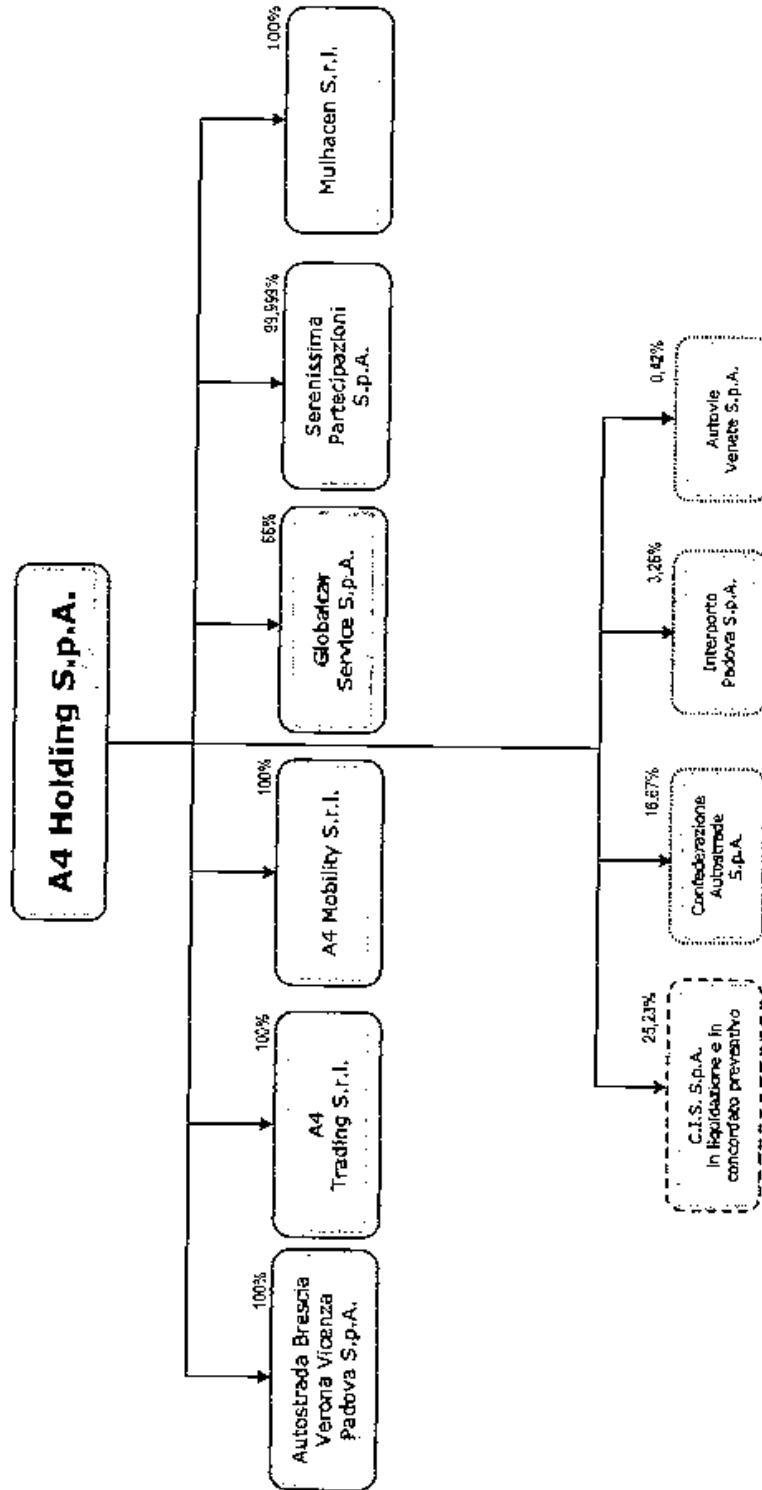 A4 Holding S.p.A.
100%
Autostrada Brescia
Verona Vicenza
Padova S.p.A.
100%
A4
Trading S.r.l.
100%
A4 Mobility S.r.l.
66%
Globalcar
Service S.p.A.
99,999%
Serenissima
Partecipazioni
S.p.A.
100%
Mulhacen S.r.l.
25,23%
C.I.S. S.p.A.
in liquidazione e in
concordato preventivo
16,67%
Confederazione
Autostrade
S.p.A.
3,26%
Interporto
Padova S.p.A.
0,42%
Autovie
Venete S.p.A.